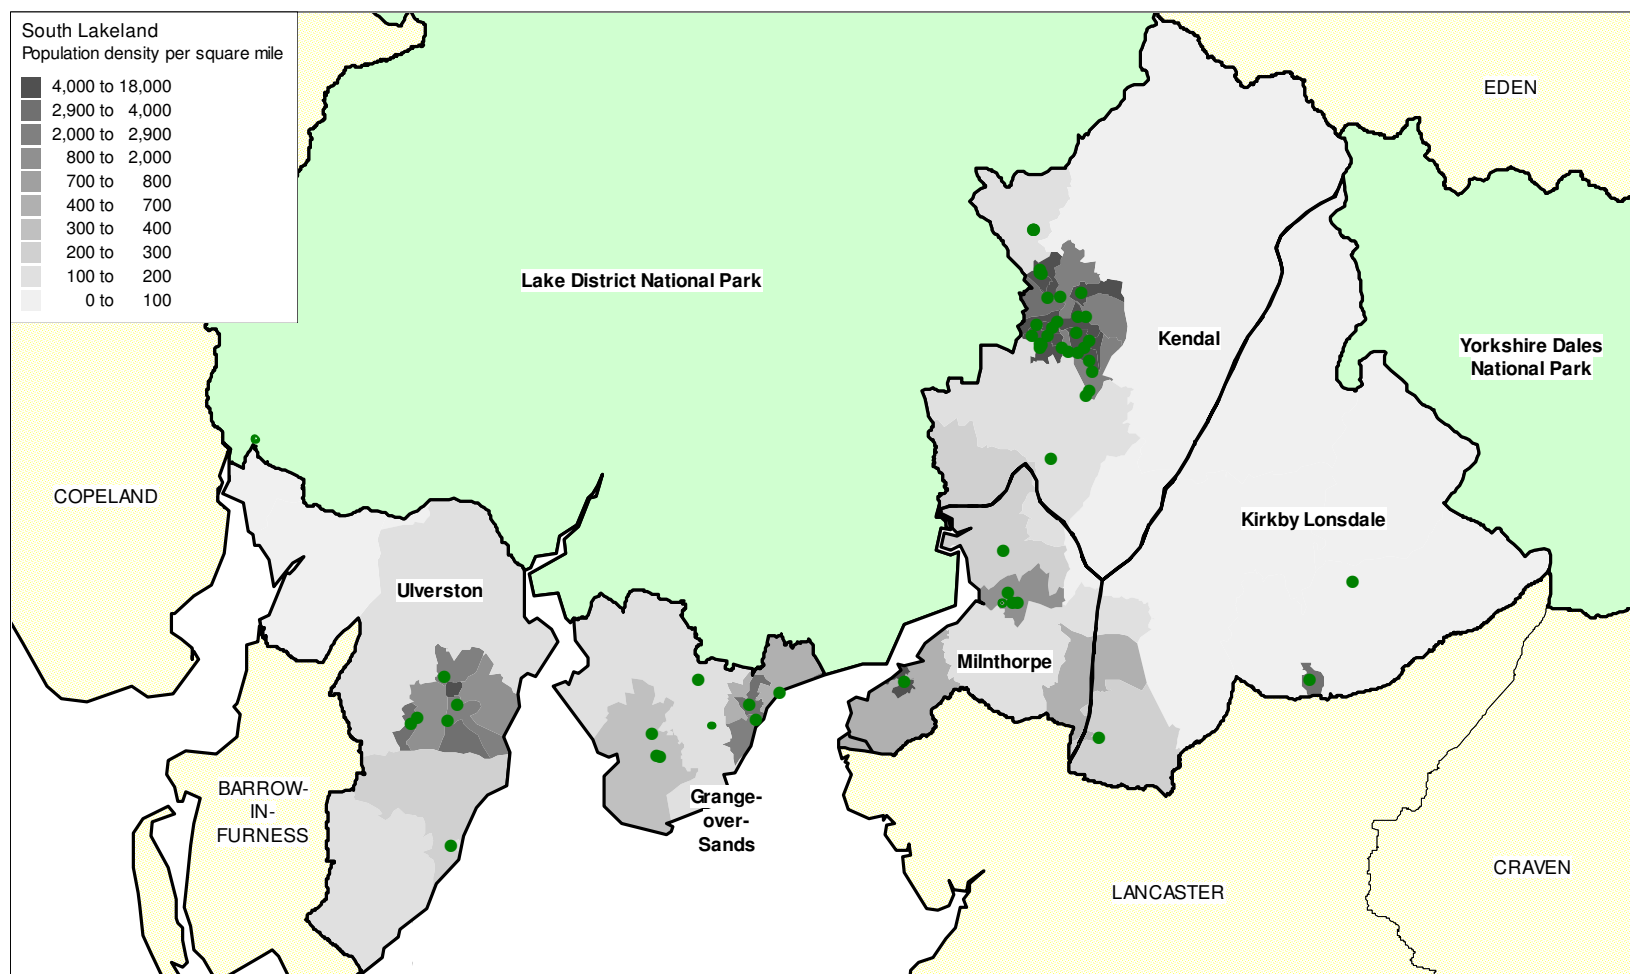 South Lakeland
Population density per square mile
4,000 to 18,000
2,900 to 4,000
2,000 to 2,900
800 to 2,000
700 to 800
400 to 700
300 to 400
200 to 300
100 to 200
0 to 100
EDEN
Lake District National Park
Kendal
Yorkshire Dales
National Park
COPELAND
Kirkby Lonsdale
Ulverston
Milnthorpe
BARROW-
IN-
FURNESS
Grange-
over-
Sands
LANCASTER
CRAVEN